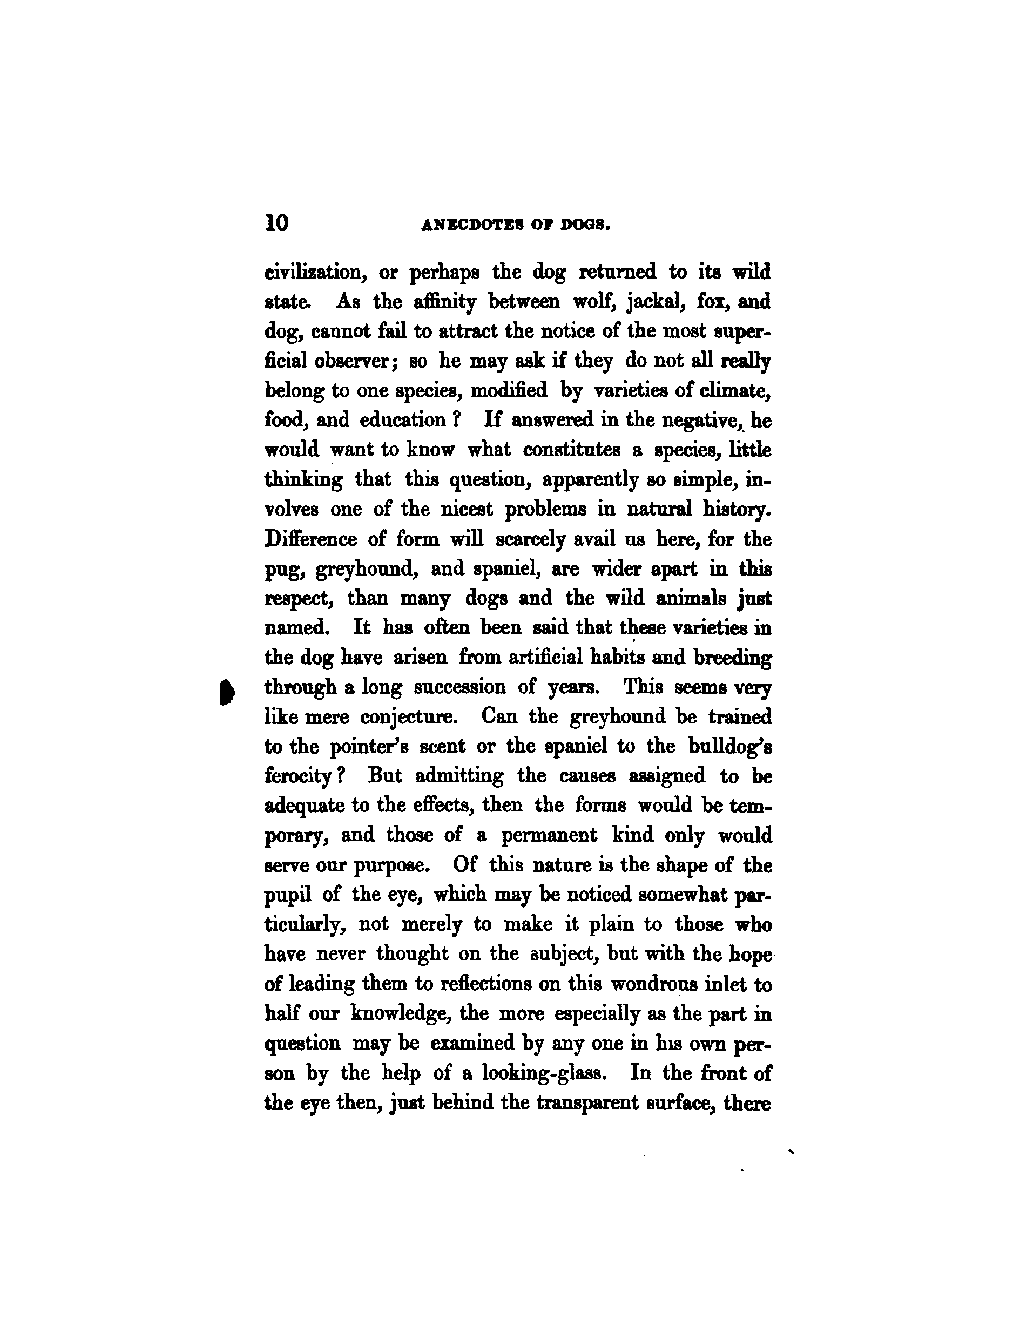 10 ANECDOTES OF DOGS.
civilization, or perhaps the dog returned to its wild
state. As the affinity between wolf, jackal, fox, and
dog, cannot fail to attract the notice of the most super-
ficial observer; so he may ask if they do not all really
belong to one species, modified by varieties of climate,
food, and education? If answered in the negative, he
would want to know what constitutes a species, little
thinking that this question, apparently so simple, in-
volves one of the nicest problems in natural history.
Difference of form will scarcely avail us here, for the
pug, greyhound, and spaniel, are wider apart in this
respect, than many dogs and the wild animals just
named. It has often been said that these varieties in
the dog have arisen from artificial habits and breeding
through a long succession of years. This seems very
like mere conjecture. Can the greyhound be trained
to the pointer's scent or the spaniel to the bulldog's
ferocity? But admitting the causes assigned to be
adequate to the effects, then the forms would be tem-
porary, and those of a permanent kind only would
serve our purpose. Of this nature is the shape of the
pupil of the eye, which may be noticed somewhat par-
ticularly, not merely to make it plain to those who
have never thought on the subject, but with the hope
of leading them to reflections on this wondrous inlet to
half our knowledge, the more especially as the part in
question may be examined by any one in his own per-
son by the help of a looking-glass. In the front of
the eye then, just behind the transparent surface, there